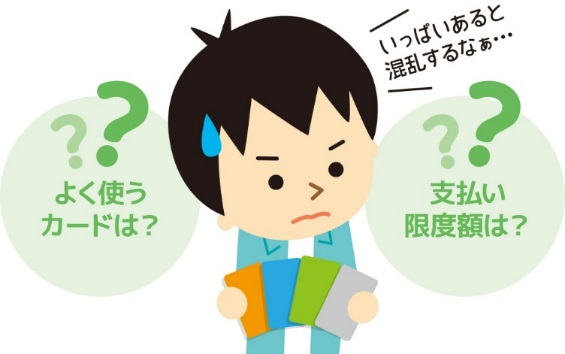 いっぱいあると
混乱するなぁ…
??
よく使う
カードは?
??
支払い
限度額は?